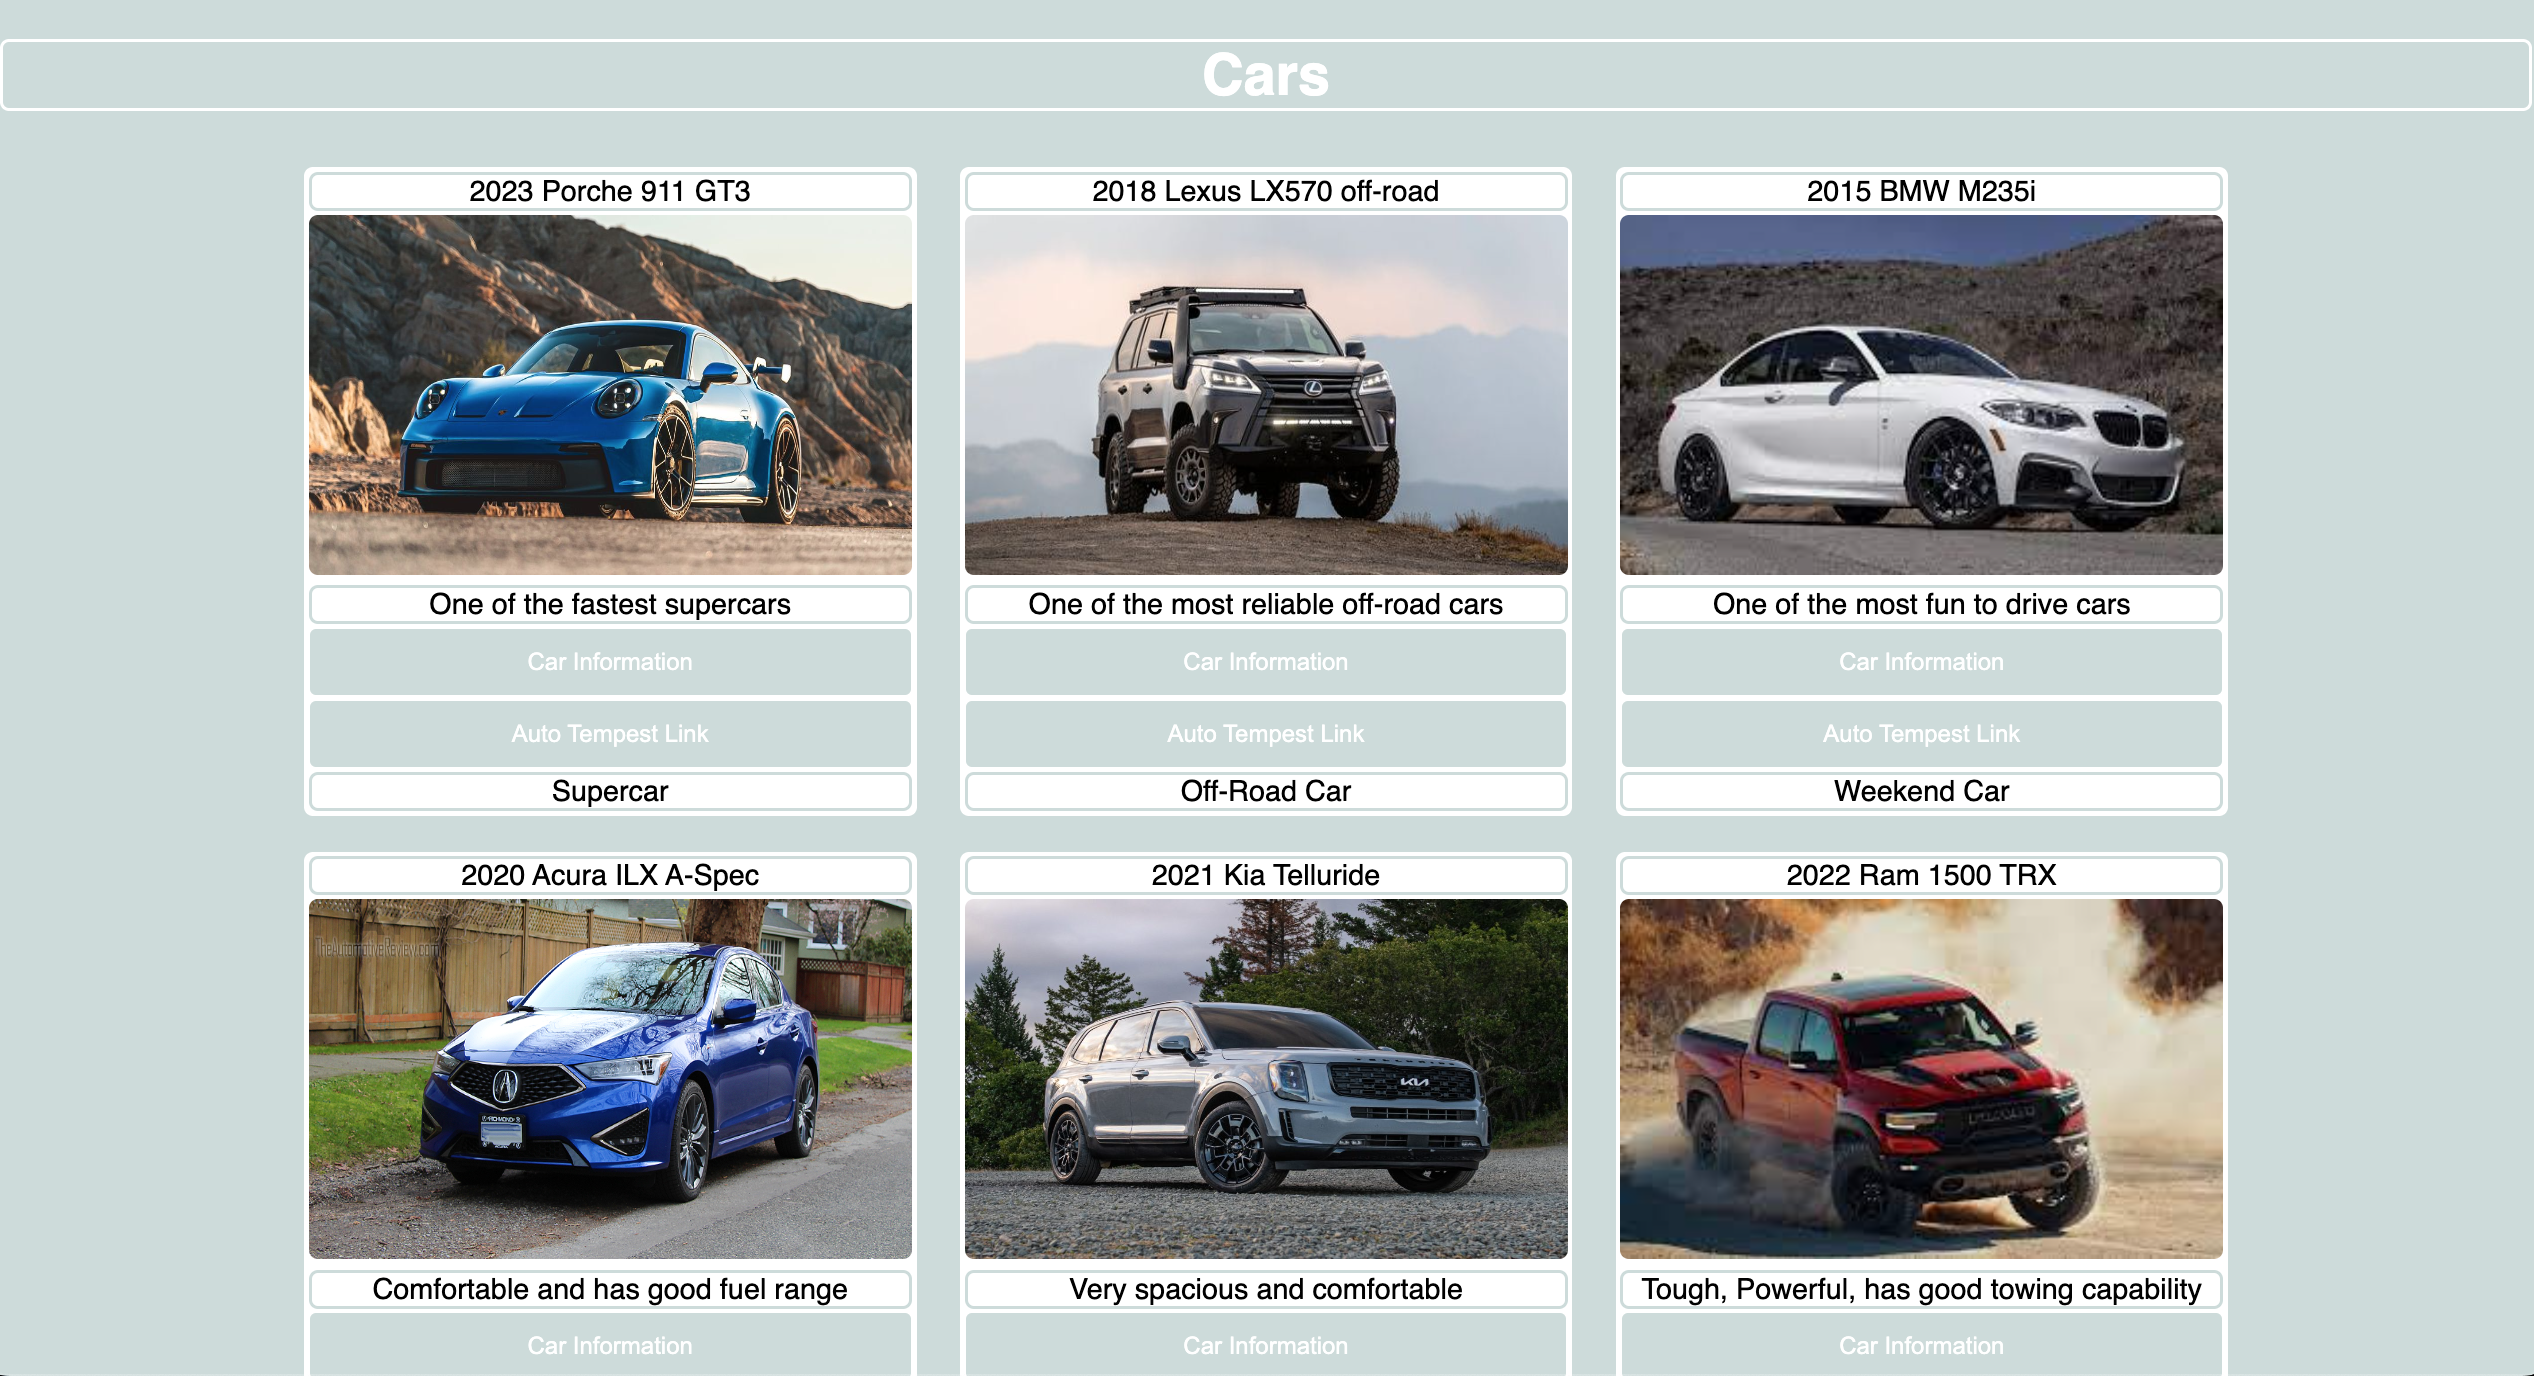 Cars
2023 Porche 911 GT3
2018 Lexus LX570 off-road
2015 BMW M235i
One of the fastest supercars
One of the most reliable off-road cars
One of the most fun to drive cars
Car Information
Car Information
Car Information
Auto Tempest Link
Auto Tempest Link
Auto Tempest Link
Supercar
Off-Road Car
Weekend Car
2020 Acura ILX A-Spec
2021 Kia Telluride
2022 Ram 1500 TRX
TheAutomotiveReview.com
RICHMOND
KIA
Comfortable and has good fuel range
Very spacious and comfortable
Tough, Powerful, has good towing capability
Car Information
Car Information
Car Information